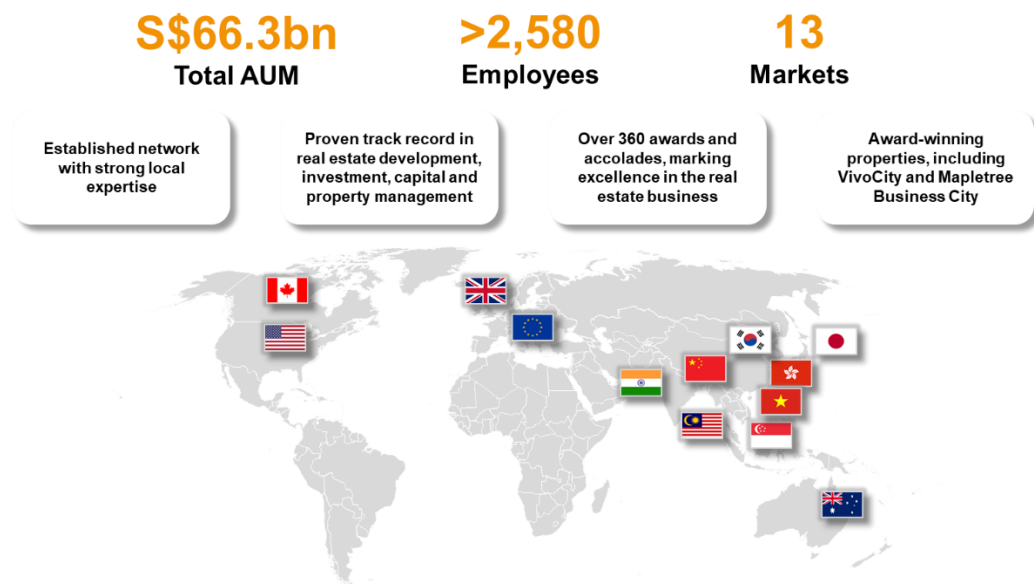 S$66.3bn
Total AUM
>2,580
Employees
13
Markets
Established network
with strong local
expertise
Proven track record in
real estate development,
investment, capital and
property management
Over 360 awards and
accolades, marking
excellence in the real
estate business
Award-winning
properties, including
VivoCity and Mapletree
Business City